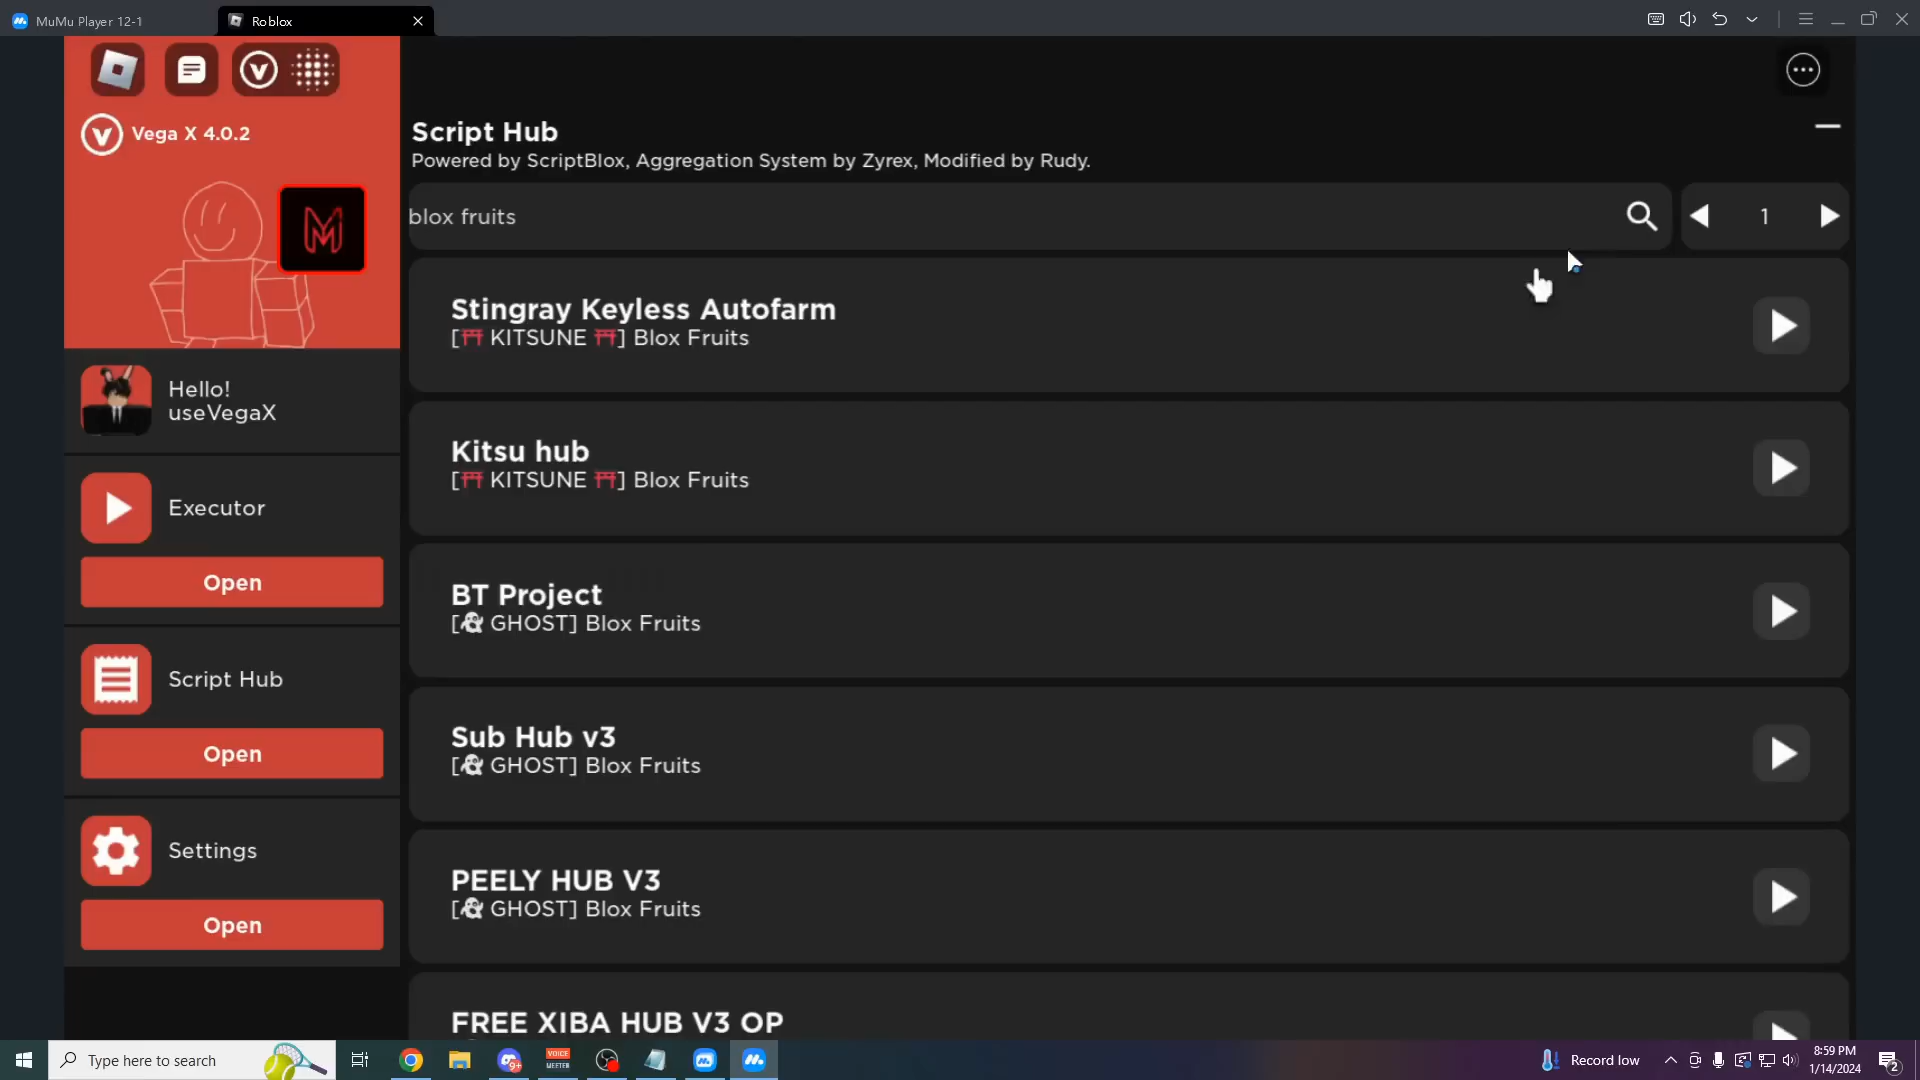 MuMu Player 12-1
Roblox
Vega X 4.0.2
Hello!
useVegaX
Executor
Open
Script Hub
Open
Settings
Open
Script Hub
Powered by ScriptBlox, Aggregation System by Zyrex, Modified by Rudy.
blox fruits
1
Stingray Keyless Autofarm
[⛩ KITSUNE ⛩] Blox Fruits
Kitsu hub
[⛩ KITSUNE ⛩] Blox Fruits
BT Project
[👻 GHOST] Blox Fruits
Sub Hub v3
[👻 GHOST] Blox Fruits
PEELY HUB V3
[👻 GHOST] Blox Fruits
FREE XIBA HUB V3 OP
Type here to search
9+
VOICE
MEETER
Record low
8:59 PM
1/14/2024
2